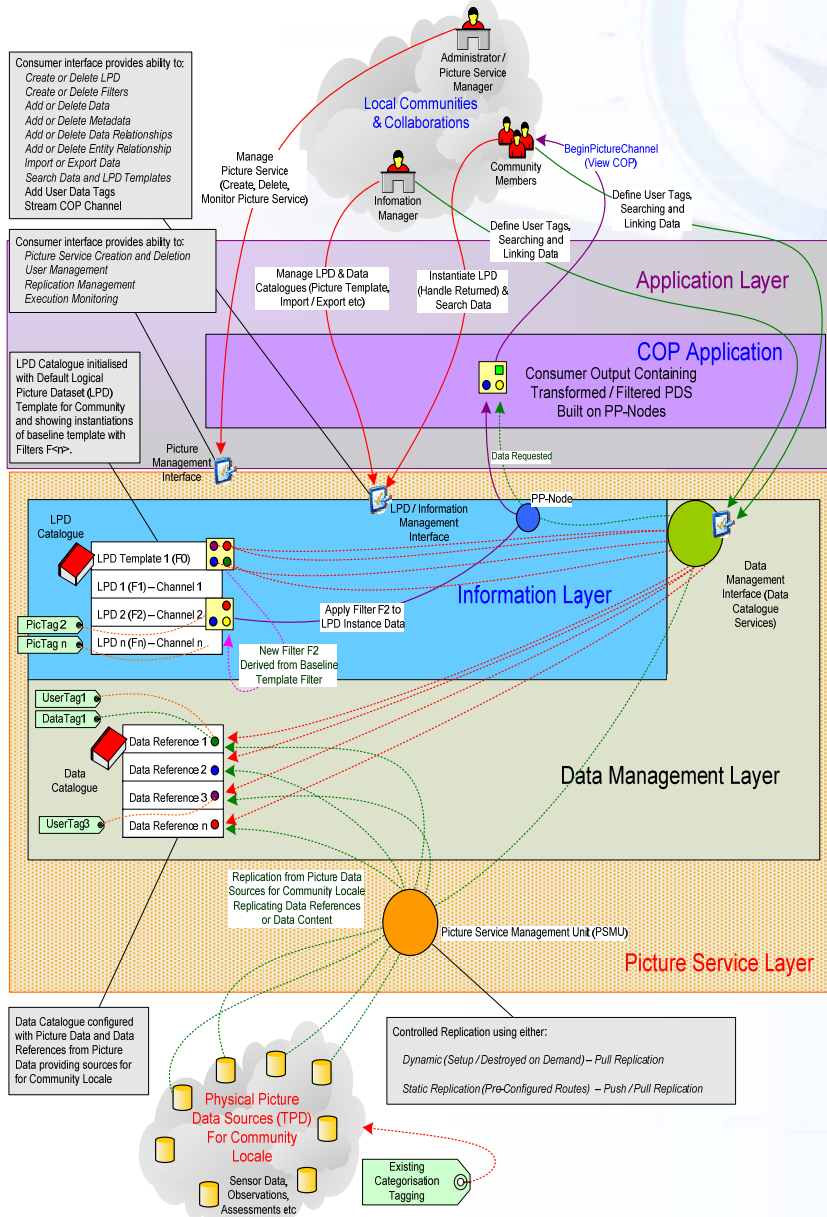 Administrator /
Picture Service
Manager
Consumer interface provides ability to:
Create or Delete LPD
Create or Delete Filters
Add or Delete Data
Add or Delete Metadata
Add or Delete Data Relationships
Add or Delete Entity Relationship
Import or Export Data
Search Data and LPD Templates
Add User Data Tags
Stream COP Channel
Local Communities
& Collaborations
BeginPictureChannel
(View COP)
Manage
Picture Service
(Create, Delete,
Monitor Picture Service)
Community
Members
Infomation
Manager
Define User Tags,
Searching and
Linking Data
Define User Tags,
Searching and
Linking Data
Consumer interface provides ability to:
Picture Service Creation and Deletion
User Management
Replication Management
Execution Monitoring
Manage LPD & Data
Catalogues (Picture Template,
Import / Export etc)
Instantiate LPD
(Handle Returned) &
Search Data
Application Layer
COP Application
Consumer Output Containing
Transformed / Filtered PDS
Built on PP-Nodes
LPD Catalogue initialised
with Default Logical
Picture Dataset (LPD)
Template for Community
and showing instantiations
of baseline template with
Filters F<n>.
Picture
Management
Interface
Data Requested
PP-Node
LPD / Information
Management
Interface
LPD
Catalogue
LPD Template 1 (F0)
LPD 1 (F1) – Channel 1
LPD 2 (F2) – Channel 2
LPD n (Fn) – Channel n
PicTag 2
PicTag n
Apply Filter F2 to
LPD Instance Data
Information Layer
Data
Management
Interface (Data
Catalogue
Services)
New Filter F2
Derived from Baseline
Template Filter
UserTag1
DataTag1
Data
Catalogue
Data Reference 1
Data Reference 2
Data Reference 3
Data Reference n
UserTag3
Data Management Layer
Replication from Picture Data
Sources for Community Locale
Replicating Data References
or Data Content
Picture Service Management Unit (PSMU)
Picture Service Layer
Data Catalogue configured
with Picture Data and Data
References from Picture
Data providing sources for
for Community Locale
Controlled Replication using either:
Dynamic (Setup / Destroyed on Demand) – Pull Replication
Static Replication (Pre-Configured Routes) – Push / Pull Replication
Physical Picture
Data Sources (TPD)
For Community
Locale
Sensor Data,
Observations,
Assessments etc
Existing
Categorisation
Tagging